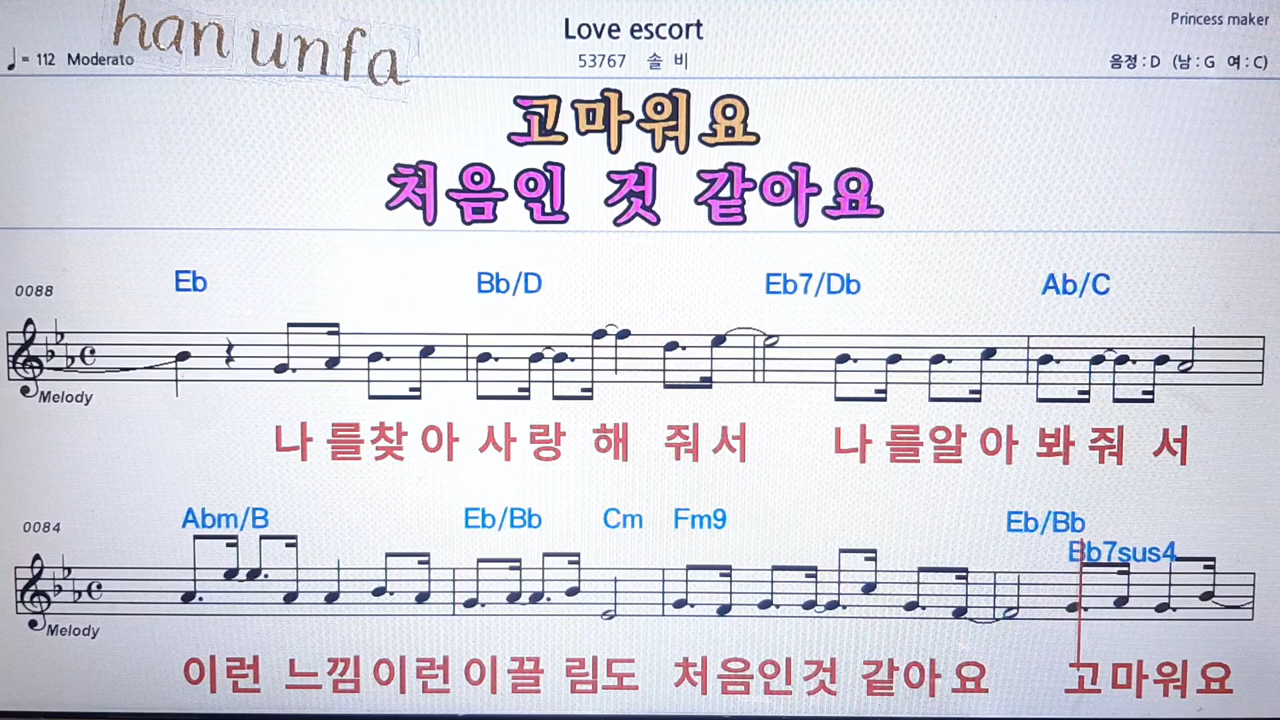 han unfa
Love escort
Princess maker
♩= 112 Moderato
53767 솔 비
음정 : D (남 : G 여 : C)
고마워요
처음인 것 같아요
Eb Bb/D Eb7/Db Ab/C
0088
Melody
나 를찾 아 사 랑 해 줘 서 나 를알 아 봐 줘 서
Abm/B Eb/Bb Cm Fm9 Eb/Bb
Bb7sus4
0084
Melody
이런 느낌이런이끌 림도 처음인것 같아요 고마워요